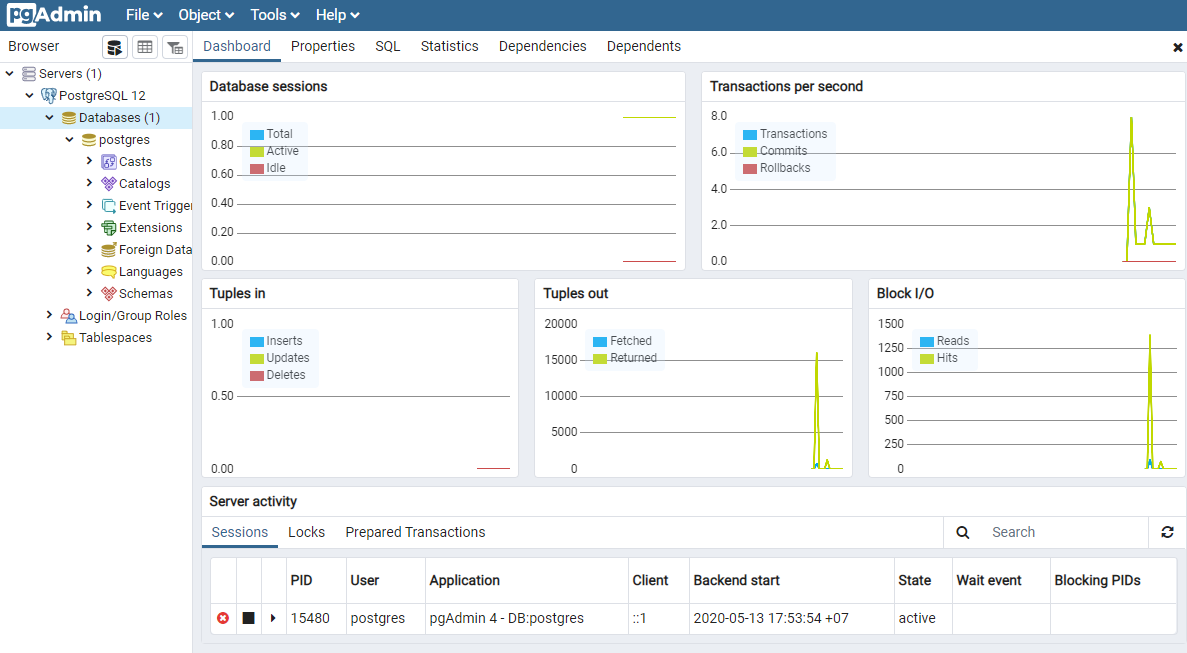 pgAdmin File Object Tools Help
Browser
Dashboard Properties SQL Statistics Dependencies Dependents
Servers (1)
PostgreSQL 12
Databases (1)
postgres
Casts
Catalogs
Event Trigger
Extensions
Foreign Data
Languages
Schemas
Login/Group Roles
Tablespaces
Database sessions
1.00
0.80
0.60
0.40
0.20
0.00
Total
Active
Idle
Transactions per second
8.0
6.0
4.0
2.0
0.0
Transactions
Commits
Rollbacks
Tuples in
1.00
0.50
0.00
Inserts
Updates
Deletes
Tuples out
20000
15000
10000
5000
0
Fetched
Returned
Block I/O
1500
1250
1000
750
500
250
0
Reads
Hits
Server activity
Sessions Locks Prepared Transactions Search
PID User Application Client Backend start State Wait event Blocking PIDs
15480 postgres pgAdmin 4 - DB:postgres ::1 2020-05-13 17:53:54 +07 active